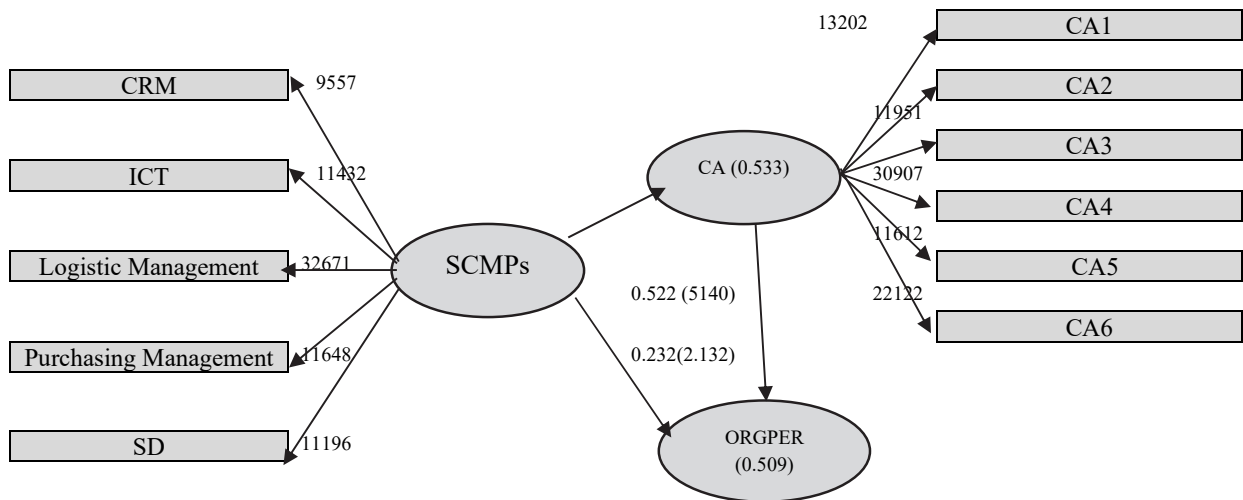 CRM
9557
ICT
11432
Logistic Management
32671
Purchasing Management
11648
SD
11196
SCMPs
CA (0.533)
0.522 (5140)
0.232(2.132)
ORGPER
(0.509)
13202
CA1
CA2
11951
CA3
30907
CA4
11612
CA5
22122
CA6